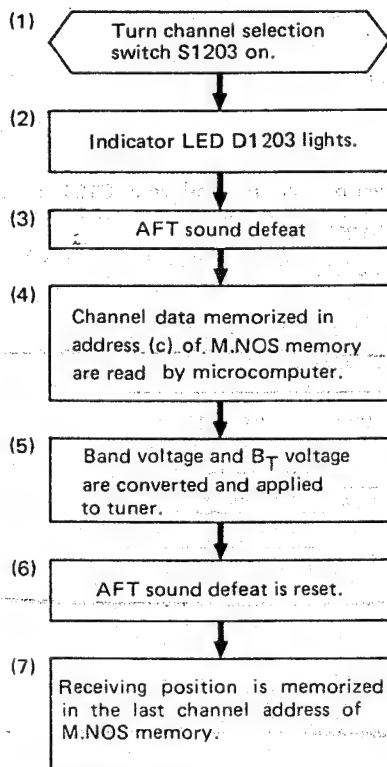 (1) Turn channel selection
switch S1203 on.
(2) Indicator LED D1203 lights.
(3) AFT sound defeat
(4) Channel data memorized in
address (c) of M.NOS memory
are read by microcomputer.
(5) Band voltage and BT voltage
are converted and applied
to tuner.
(6) AFT sound defeat is reset.
(7) Receiving position is memorized
in the last channel address of
M.NOS memory.